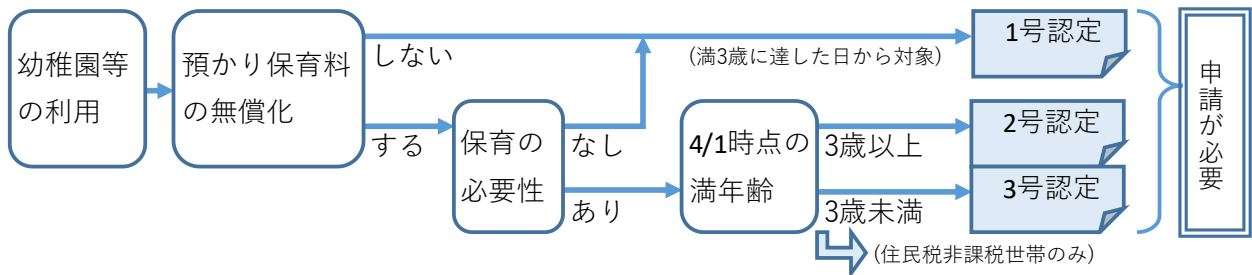 幼稚園等
の利用
預かり保育料
の無償化
しない
する
保育の
必要性
なし
あり
(満3歳に達した日から対象)
4/1時点の
満年齢
3歳以上
3歳未満
(住民税非課税世帯のみ)
1号認定
2号認定
3号認定
申請が必要